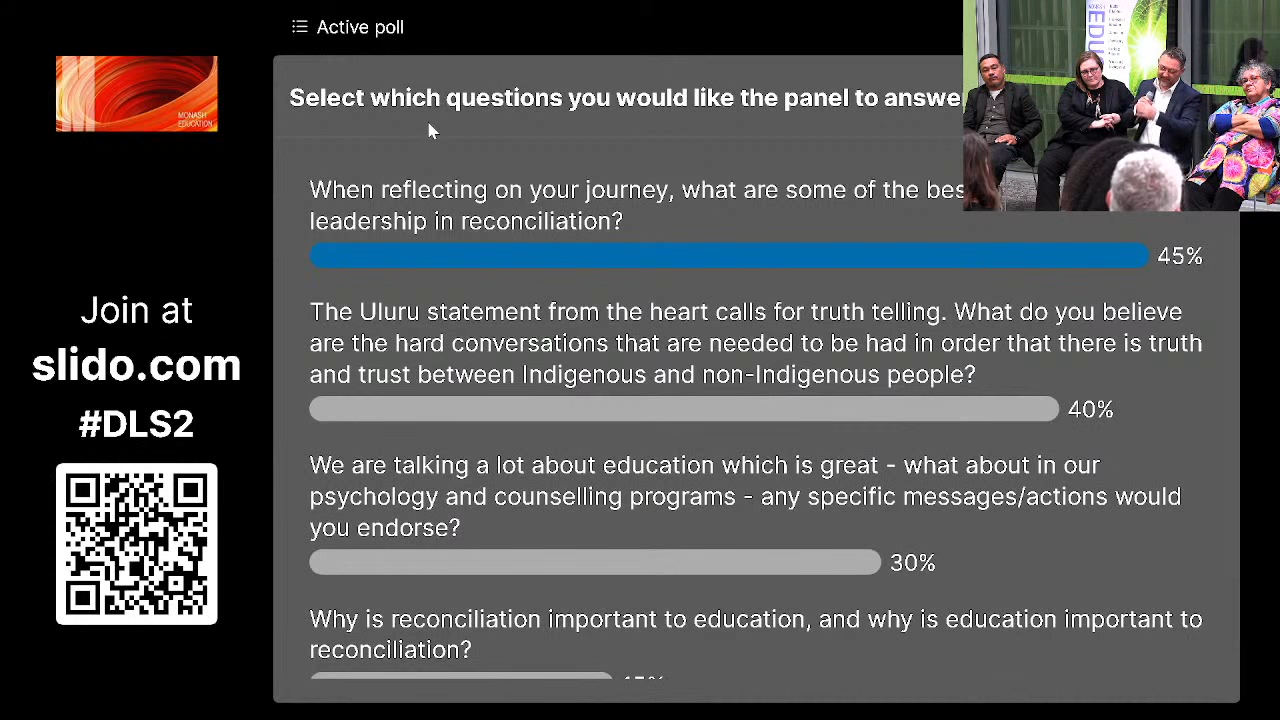 Active poll
MONASH
EDUCATION
Select which questions you would like the panel to answe
EDU
When reflecting on your journey, what are some of the bes
leadership in reconciliation?
45%
The Uluru statement from the heart calls for truth telling. What do you believe
are the hard conversations that are needed to be had in order that there is truth
and trust between Indigenous and non-Indigenous people?
40%
We are talking a lot about education which is great - what about in our
psychology and counselling programs - any specific messages/actions would
you endorse?
30%
Why is reconciliation important to education, and why is education important to
reconciliation?
Join at
slido.com
#DLS2